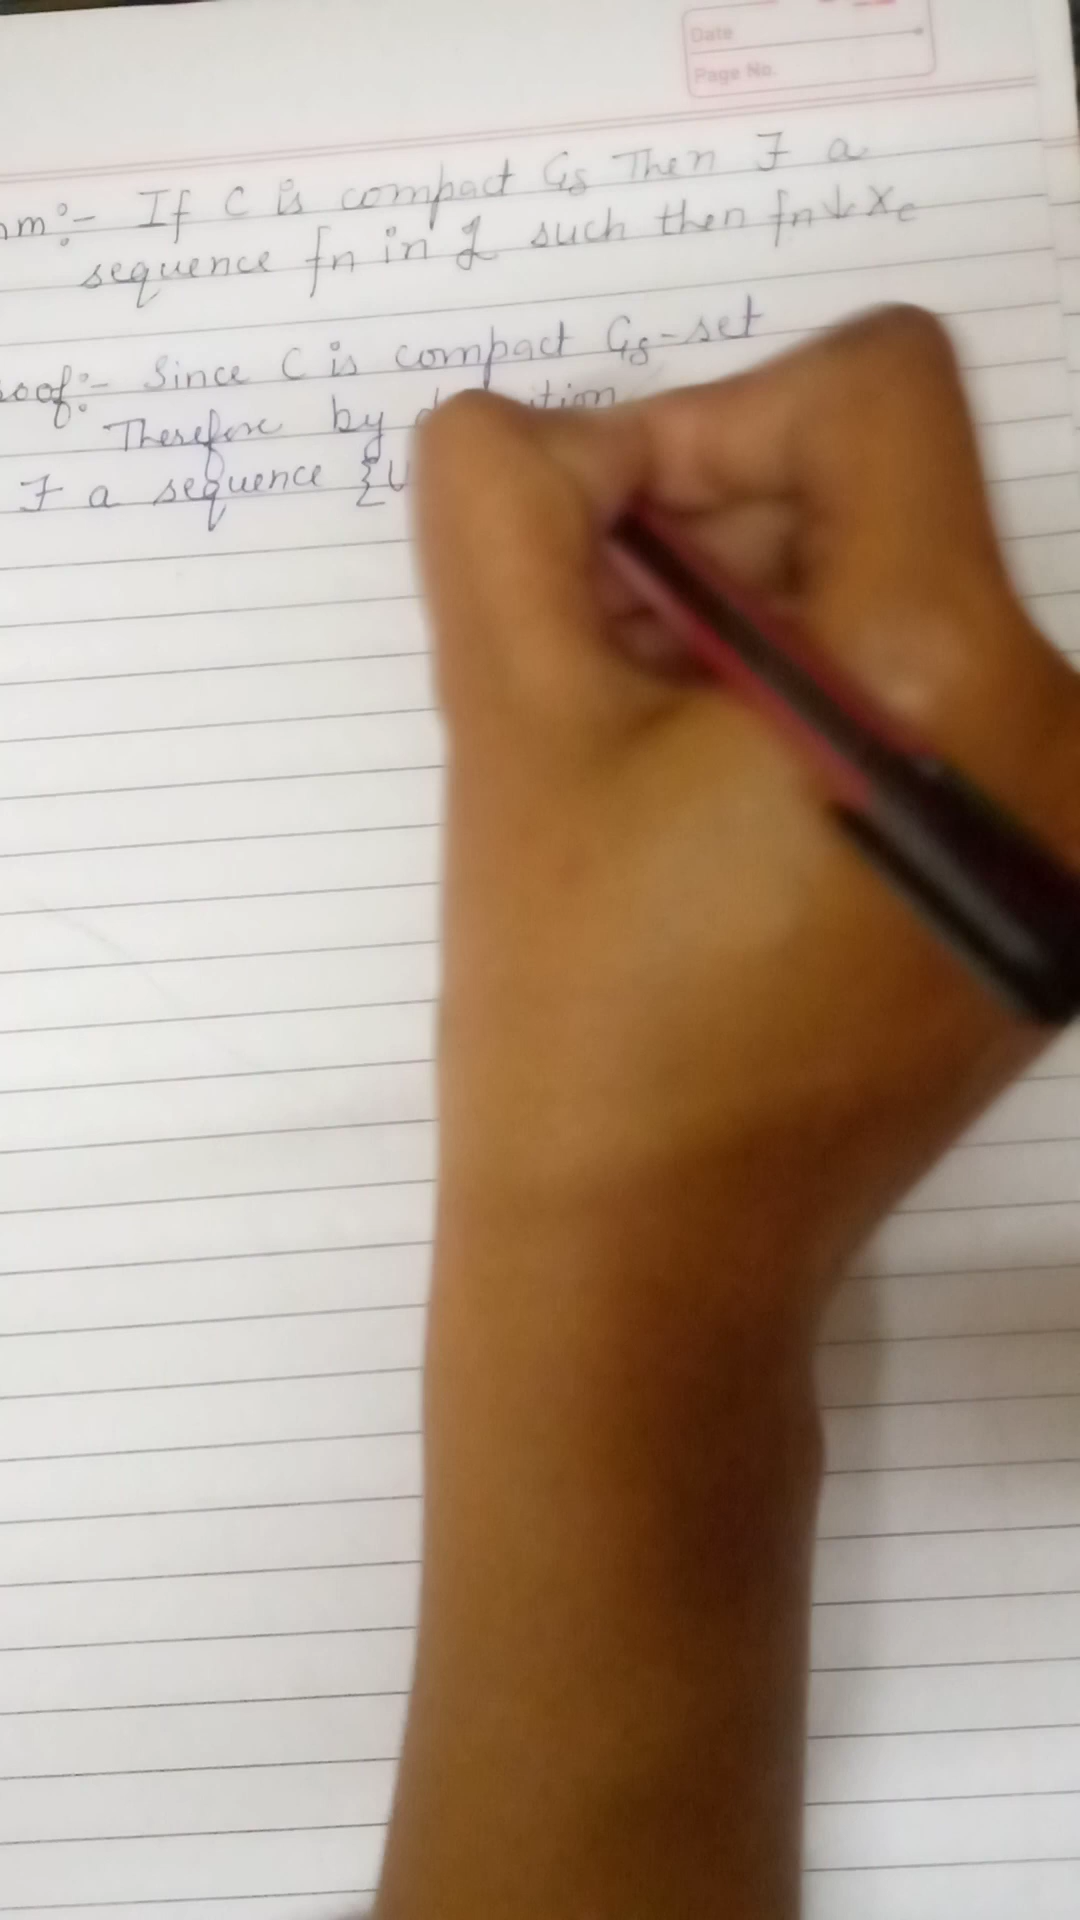 Date
Page No.
m:- If C is compact Gδ Then ∃ a
sequence fn in ℒ such then fn↓χc
oof:- Since C is compact Gδ-set
Therefore by
∃ a sequence {U